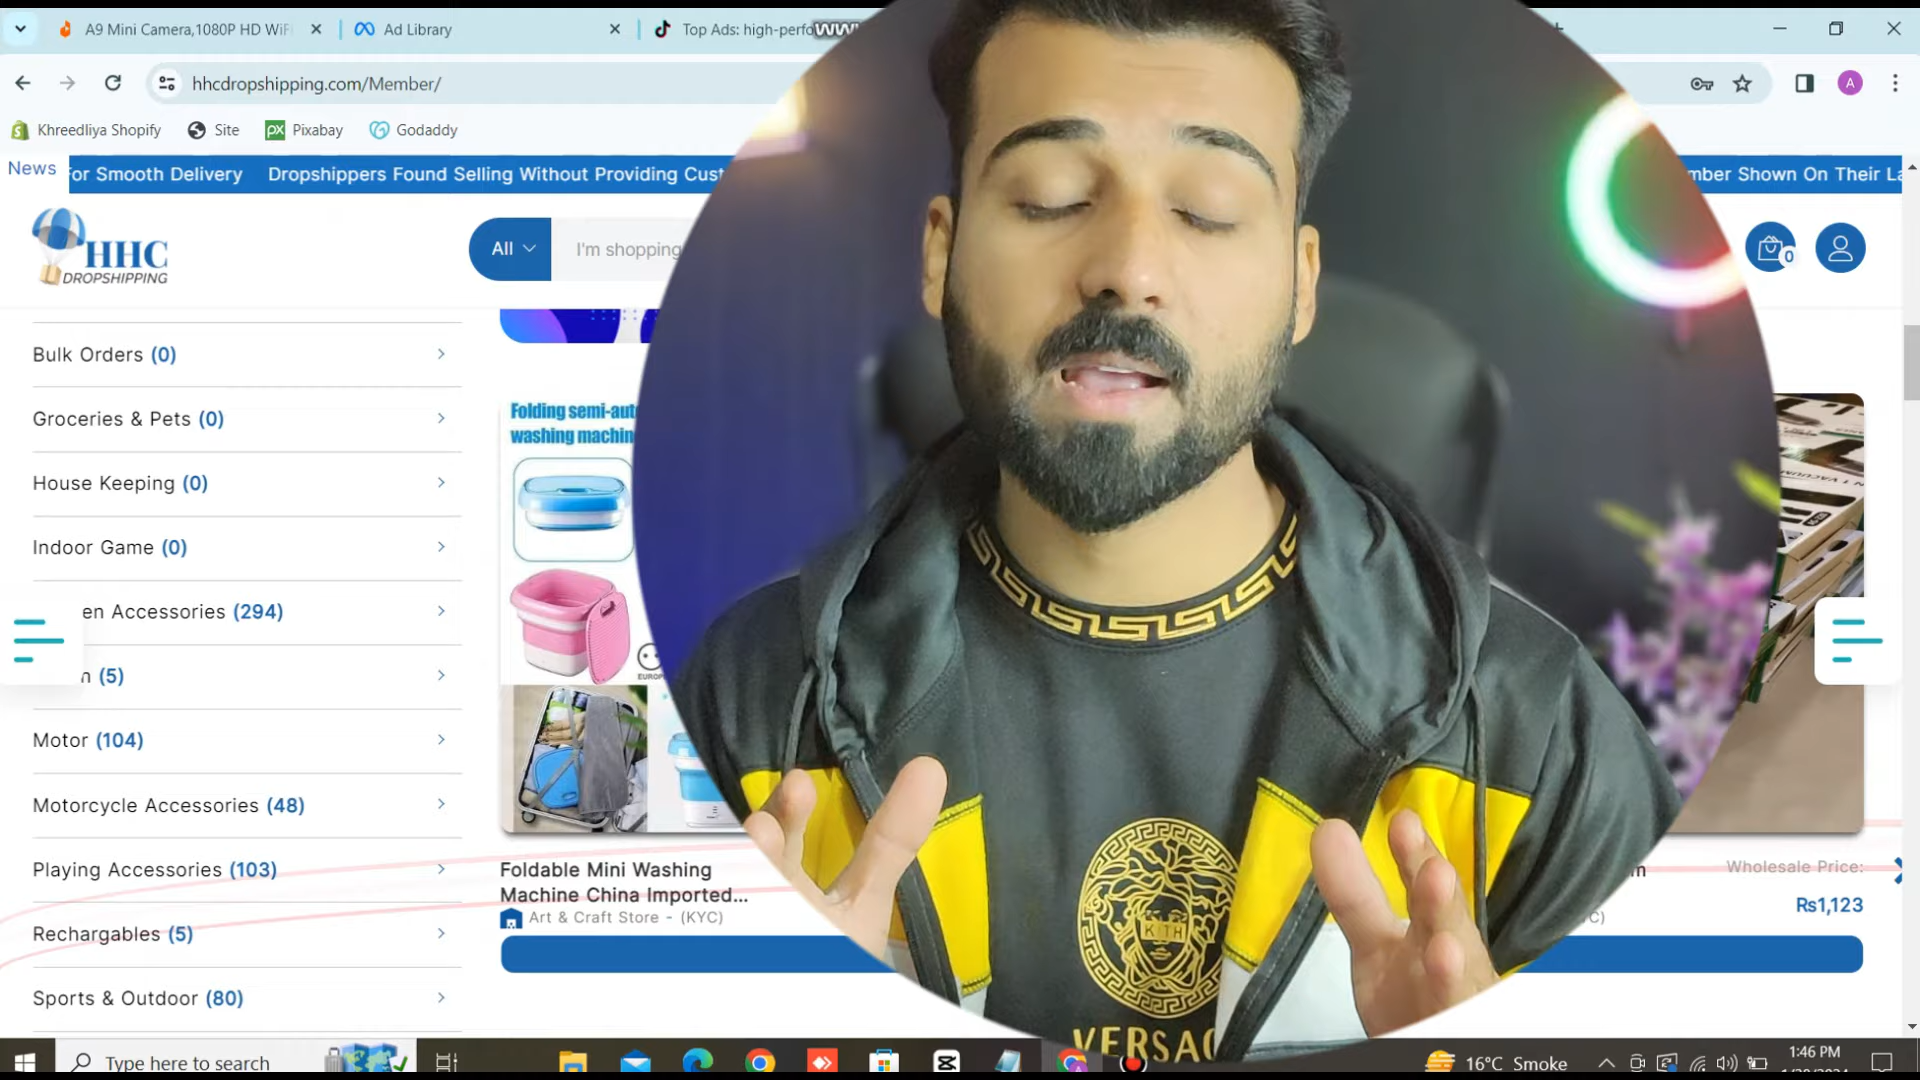 A9 Mini Camera,1080P HD WiF
Ad Library
Top Ads: high-perfo
WW
hhcdropshipping.com/Member/
A
Khreedliya Shopify
Site
Pixabay
Godaddy
News
For Smooth Delivery
Dropshippers Found Selling Without Providing Cust
mber Shown On Their La
HHC
DROPSHIPPING
All
I'm shopping
0
Bulk Orders (0)
Groceries & Pets (0)
House Keeping (0)
Indoor Game (0)
en Accessories (294)
n (5)
Motor (104)
Motorcycle Accessories (48)
Playing Accessories (103)
Rechargables (5)
Sports & Outdoor (80)
Folding semi-aut
washing machin
EUROP
Foldable Mini Washing
Machine China Imported...
Art & Craft Store - (KYC)
Wholesale Price:
Rs1,123
KITH
VERSAC
Type here to search
16°C Smoke
1:46 PM